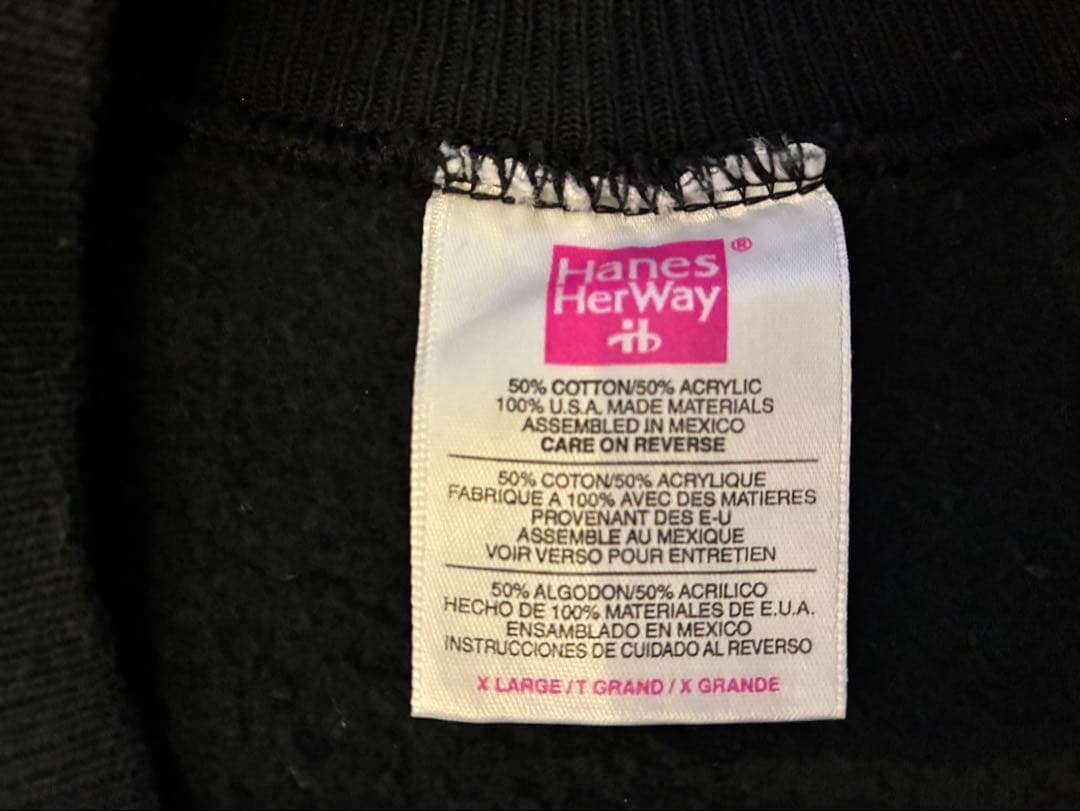 Hanes®
HerWay
50% COTTON/50% ACRYLIC
100% U.S.A. MADE MATERIALS
ASSEMBLED IN MEXICO
CARE ON REVERSE
50% COTON/50% ACRYLIQUE
FABRIQUE A 100% AVEC DES MATIERES
PROVENANT DES E-U
ASSEMBLE AU MEXIQUE
VOIR VERSO POUR ENTRETIEN
50% ALGODON/50% ACRILICO
HECHO DE 100% MATERIALES DE E.U.A.
ENSAMBLADO EN MEXICO
INSTRUCCIONES DE CUIDADO AL REVERSO
X LARGE / T GRAND / X GRANDE